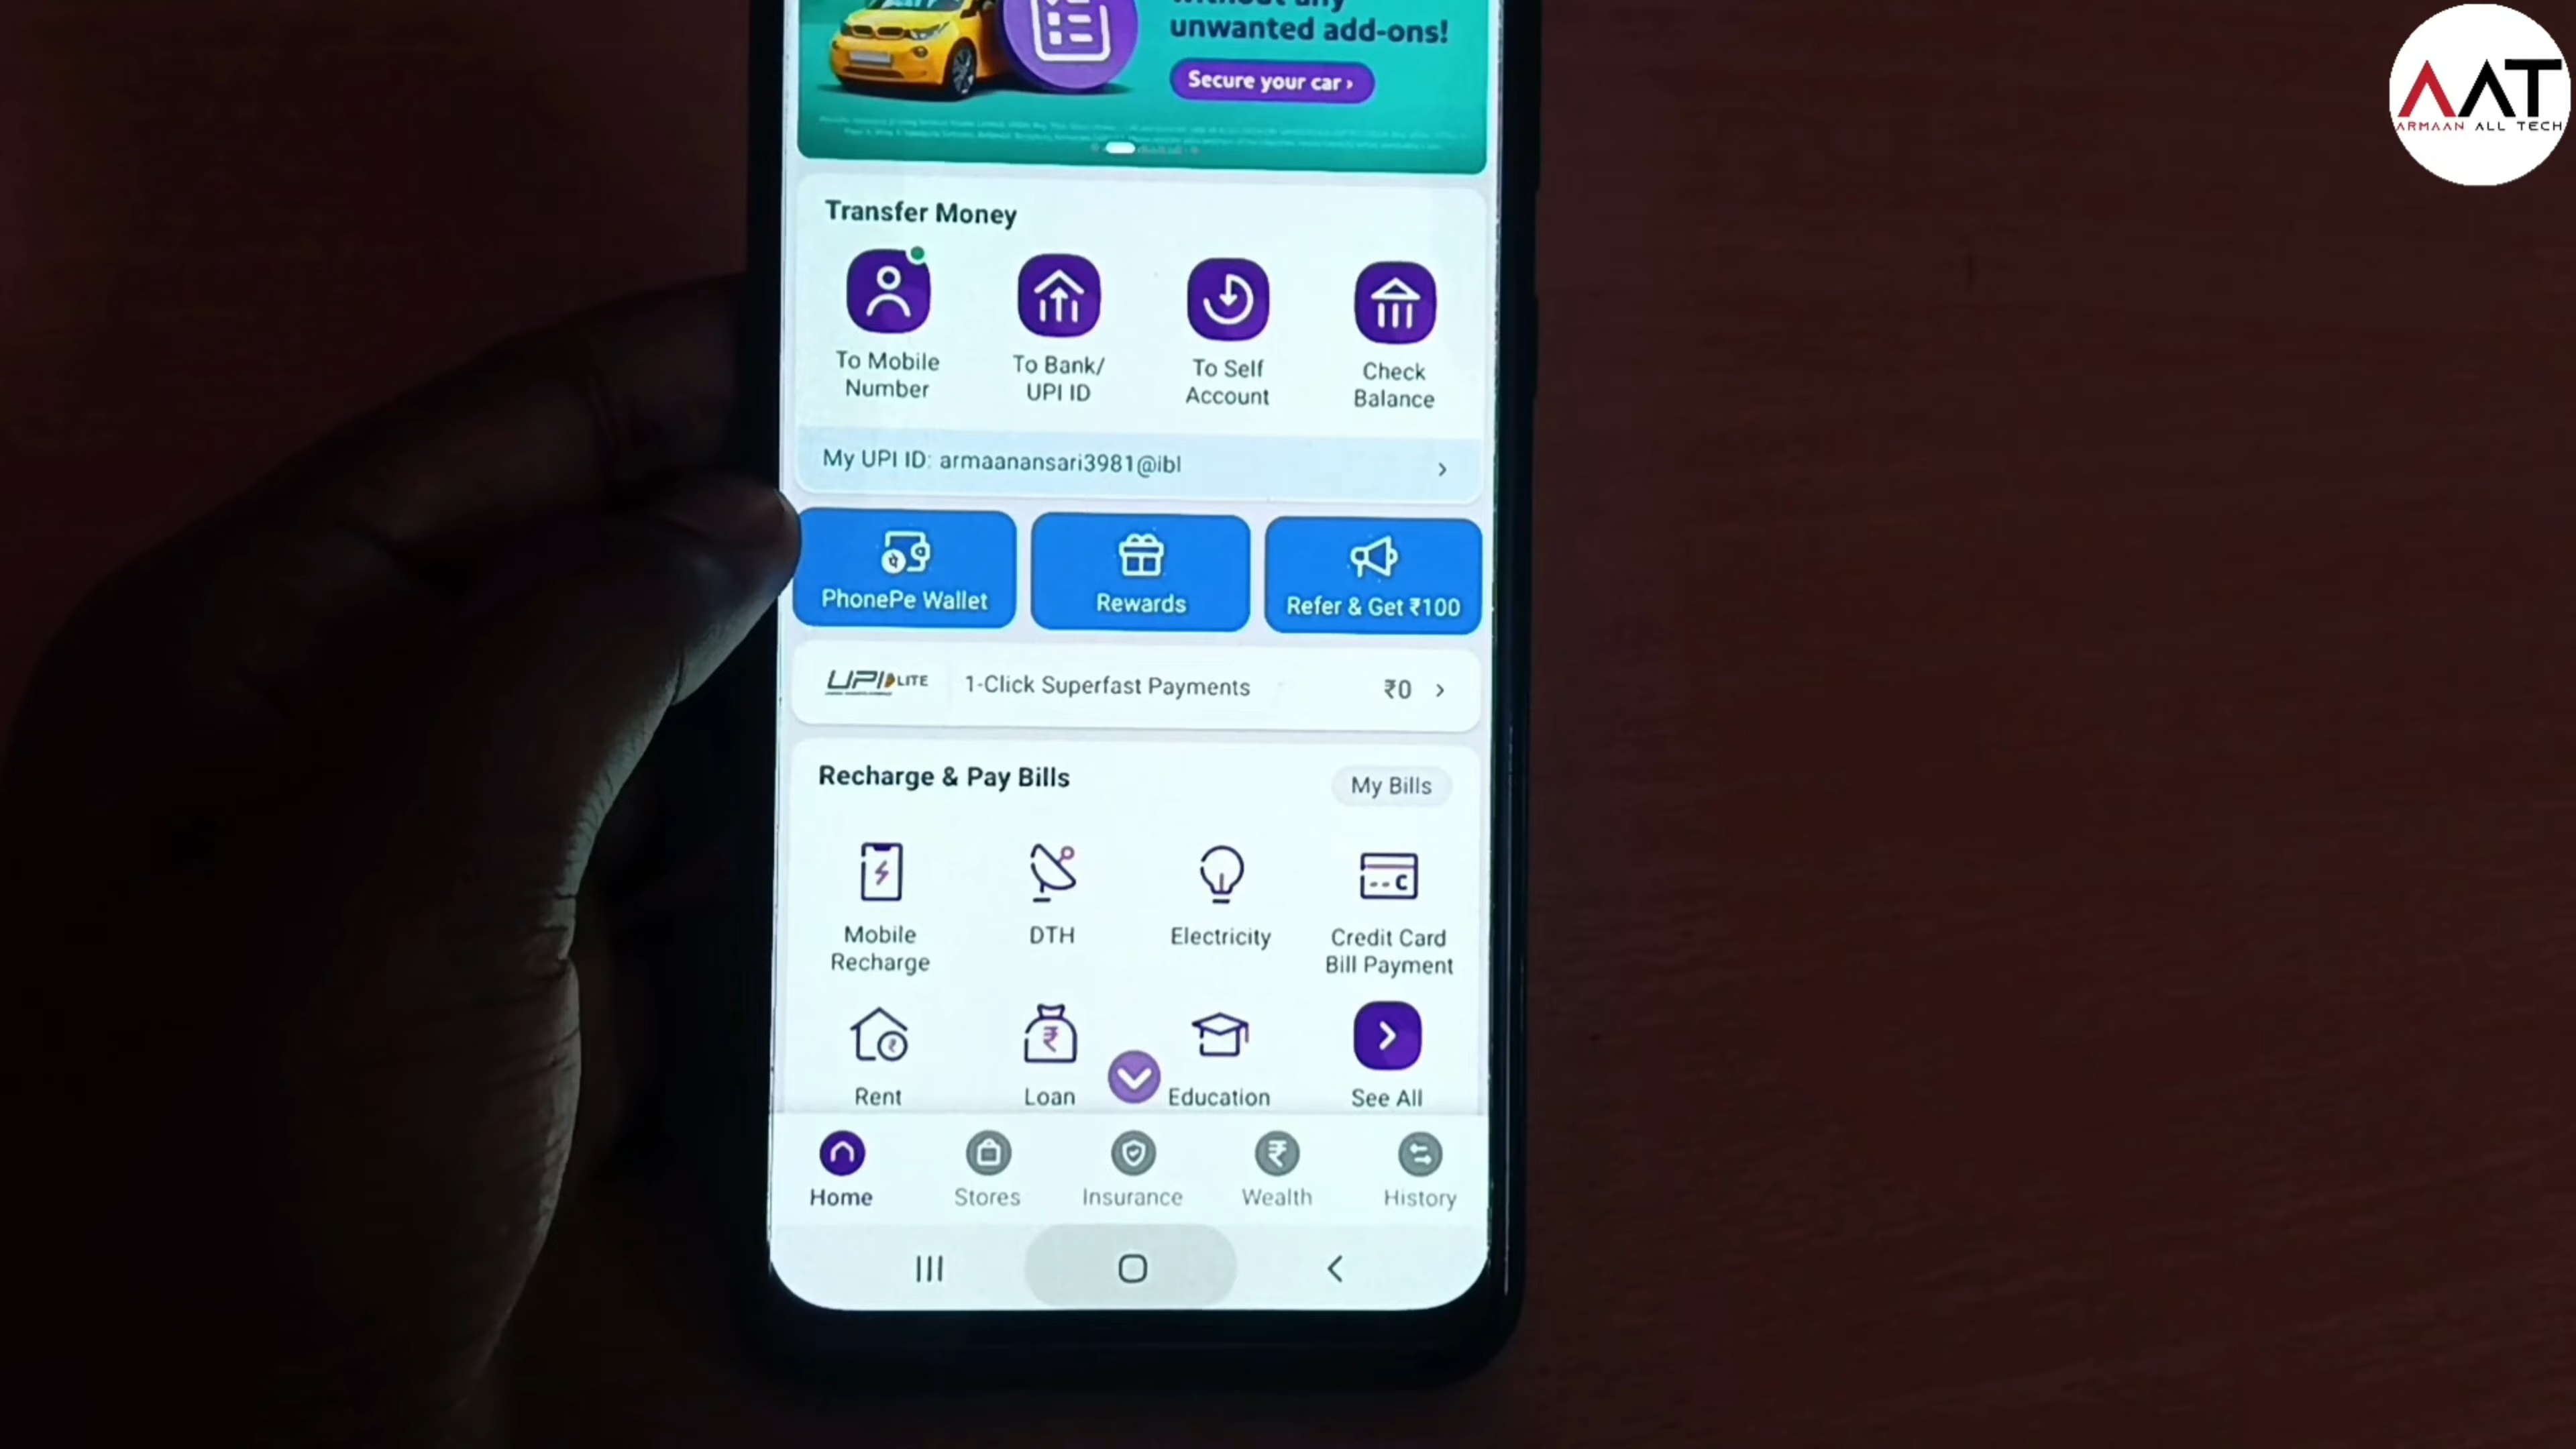 unwanted add-ons!
Secure your car ›
AAT
ARMAAN ALL TECH
Transfer Money
To Mobile Number
To Bank/ UPI ID
To Self Account
Check Balance
My UPI ID: armaanansari3981@ibl
PhonePe Wallet
Rewards
Refer & Get ₹100
UPI LITE
1-Click Superfast Payments
₹0
Recharge & Pay Bills
My Bills
Mobile Recharge
DTH
Electricity
Credit Card Bill Payment
Rent
Loan
Education
See All
Home
Stores
Insurance
Wealth
History